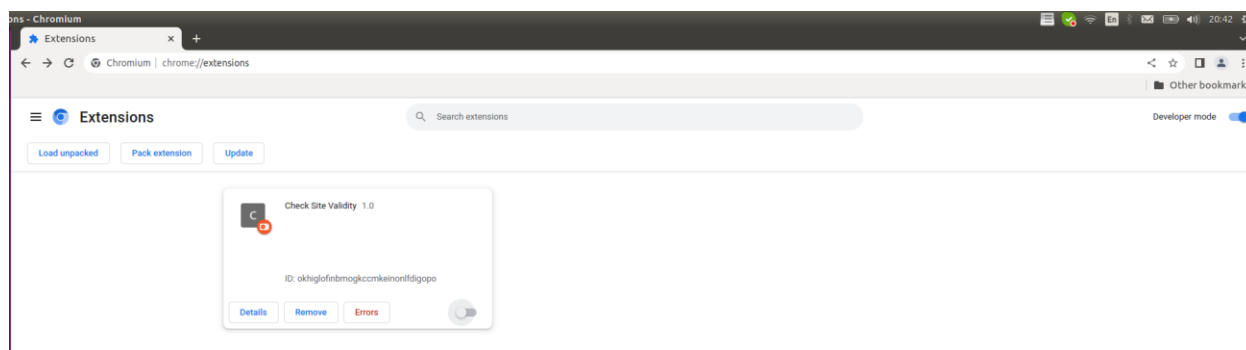 ons - Chromium
En
20:42
Extensions
Chromium | chrome://extensions
Other bookmark
Extensions
Search extensions
Developer mode
Load unpacked
Pack extension
Update
C
Check Site Validity 1.0
ID: okhiglofinbmogkccmkeinonlfdigopo
Details
Remove
Errors